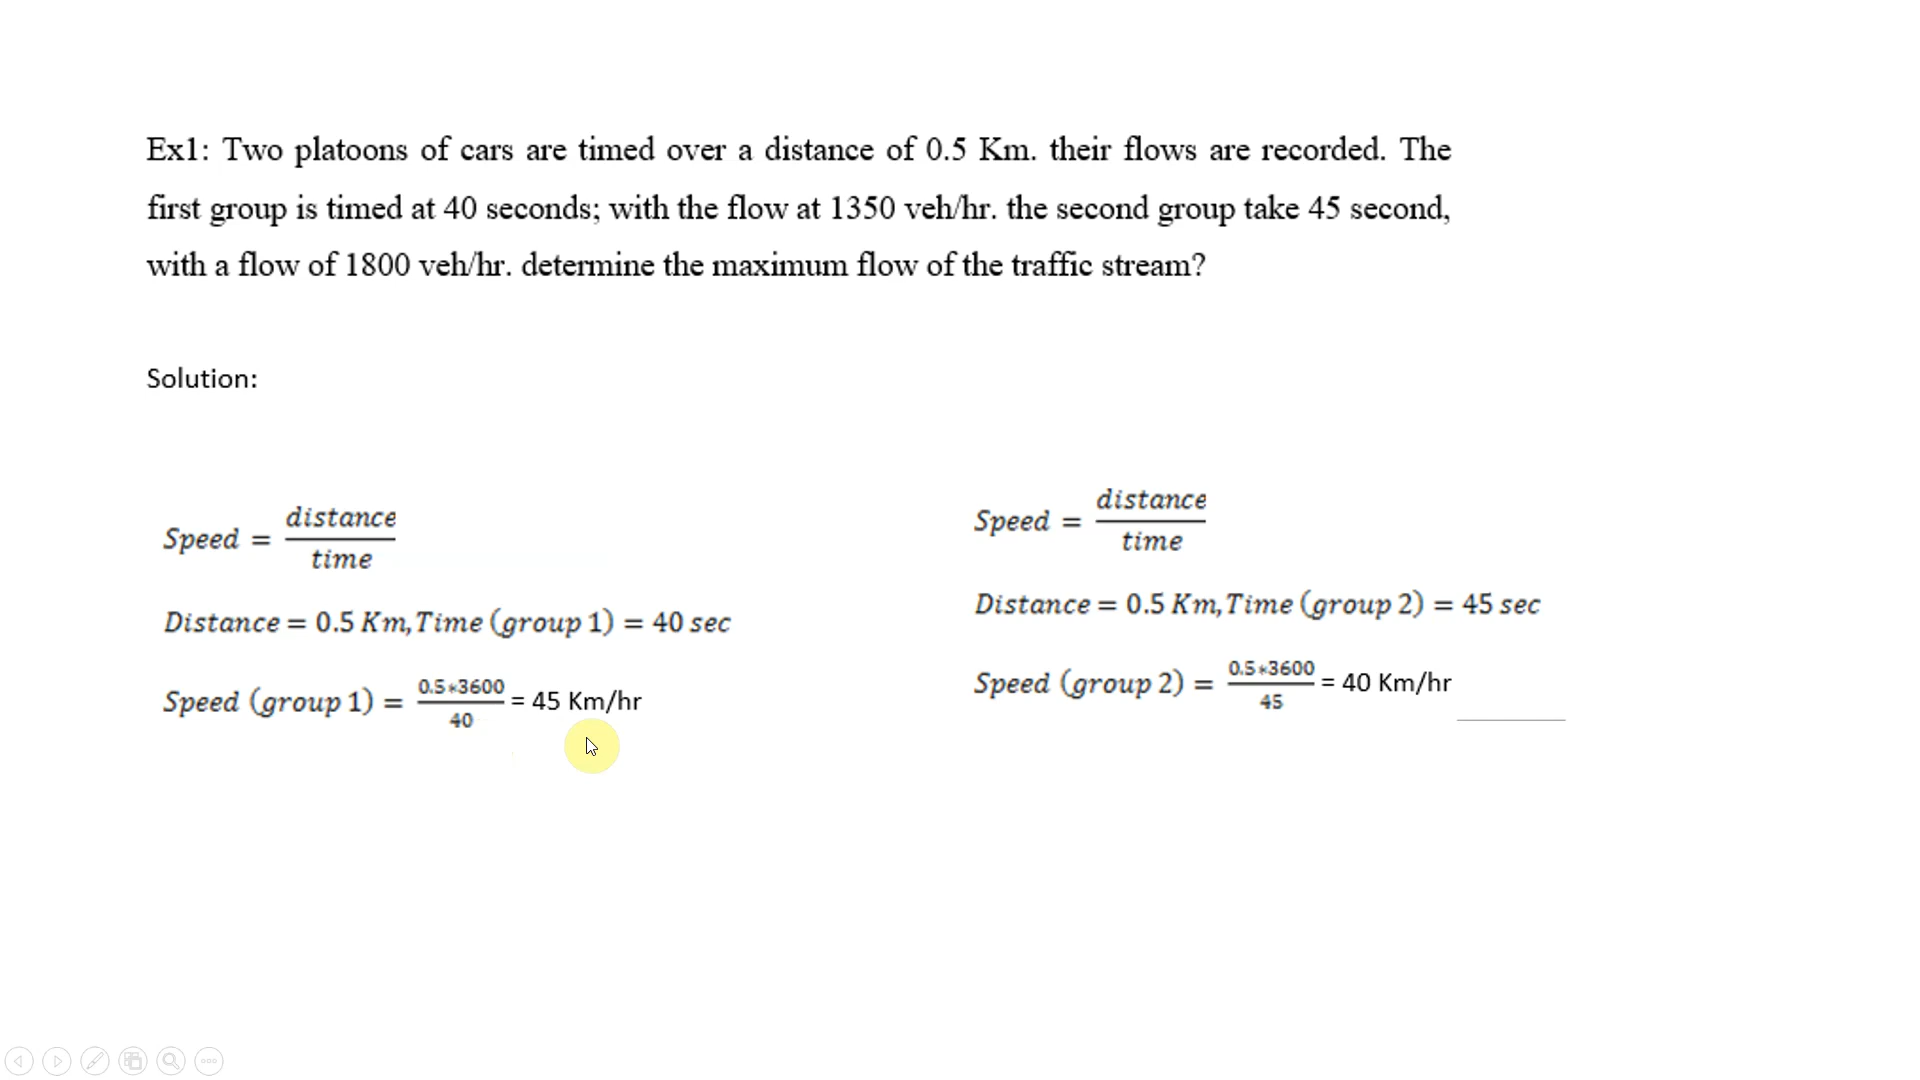 Ex1: Two platoons of cars are timed over a distance of 0.5 Km. their flows are recorded. The
first group is timed at 40 seconds; with the flow at 1350 veh/hr. the second group take 45 second,
with a flow of 1800 veh/hr. determine the maximum flow of the traffic stream?
Solution:
Speed = distance / time
Distance = 0.5 Km, Time (group 1) = 40 sec
Speed (group 1) = 0.5*3600 / 40 = 45 Km/hr
Speed = distance / time
Distance = 0.5 Km, Time (group 2) = 45 sec
Speed (group 2) = 0.5*3600 / 45 = 40 Km/hr